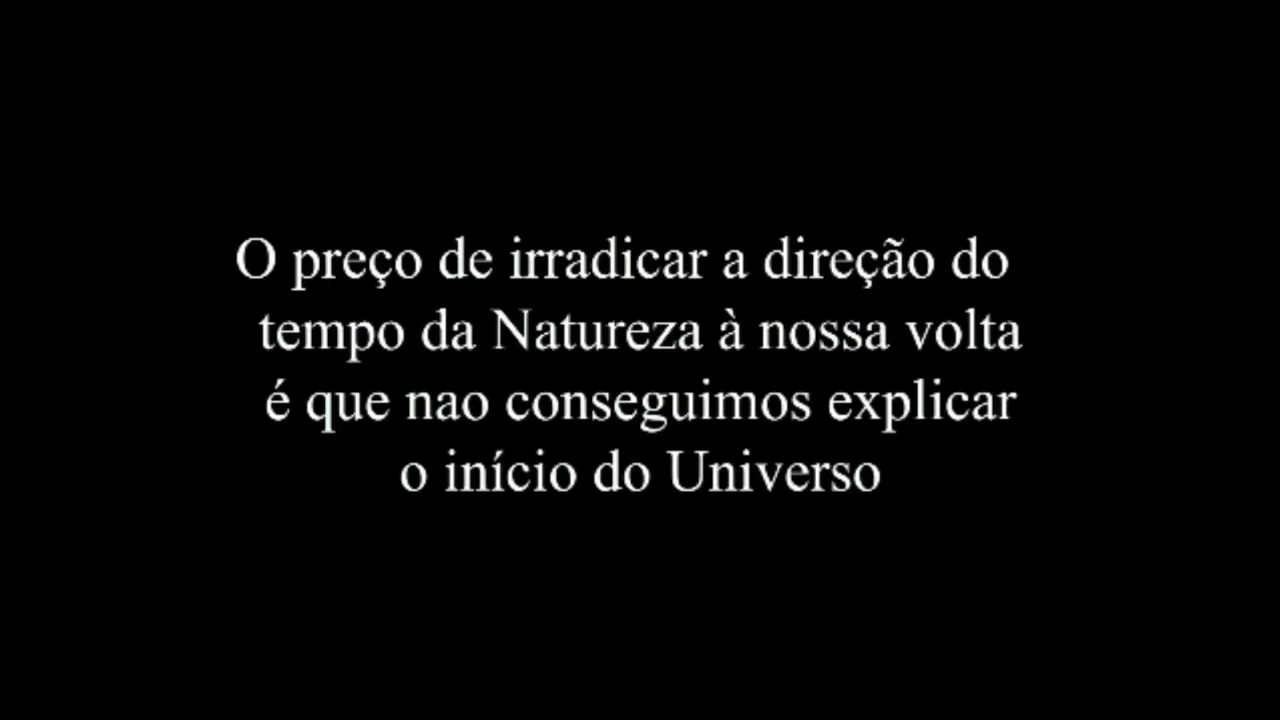 O preço de irradicar a direção do
tempo da Natureza à nossa volta
é que nao conseguimos explicar
o início do Universo